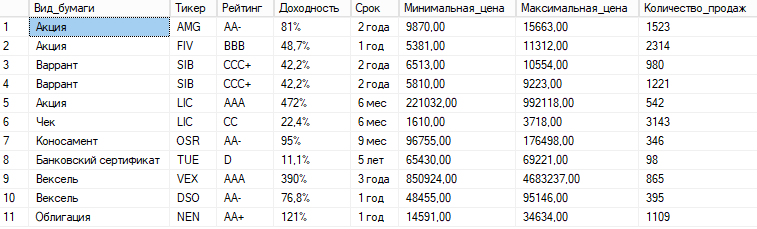 Вид_бумаги Тикер Рейтинг Доходность Срок Минимальная_цена Максимальная_цена Количество_продаж
1 Акция AMG AA- 81% 2 года 9870,00 15663,00 1523
2 Акция FIV BBB 48,7% 1 год 5381,00 11312,00 2314
3 Варрант SIB CCC+ 42,2% 2 года 6513,00 10554,00 980
4 Варрант SIB CCC+ 42,2% 2 года 5810,00 9223,00 1221
5 Акция LIC AAA 472% 6 мес 221032,00 992118,00 542
6 Чек LIC CC 22,4% 6 мес 1610,00 3718,00 3143
7 Коносамент OSR AA- 95% 9 мес 96755,00 176498,00 346
8 Банковский сертификат TUE D 11,1% 5 лет 65430,00 69221,00 98
9 Вексель VEX AAA 390% 3 года 850924,00 4683237,00 865
10 Вексель DSO AA- 76,8% 1 год 48455,00 95146,00 395
11 Облигация NEN AA+ 121% 1 год 14591,00 34634,00 1109